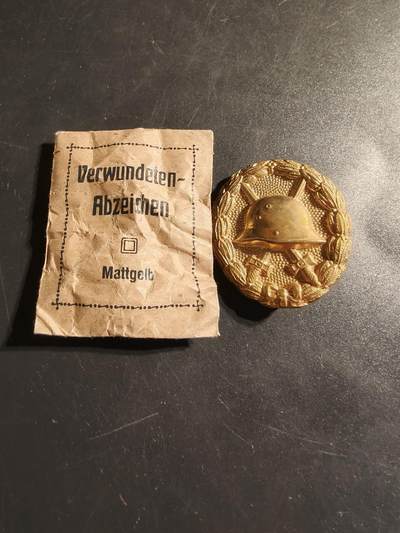 Verwundeten-
Abzeichen
Mattgelb